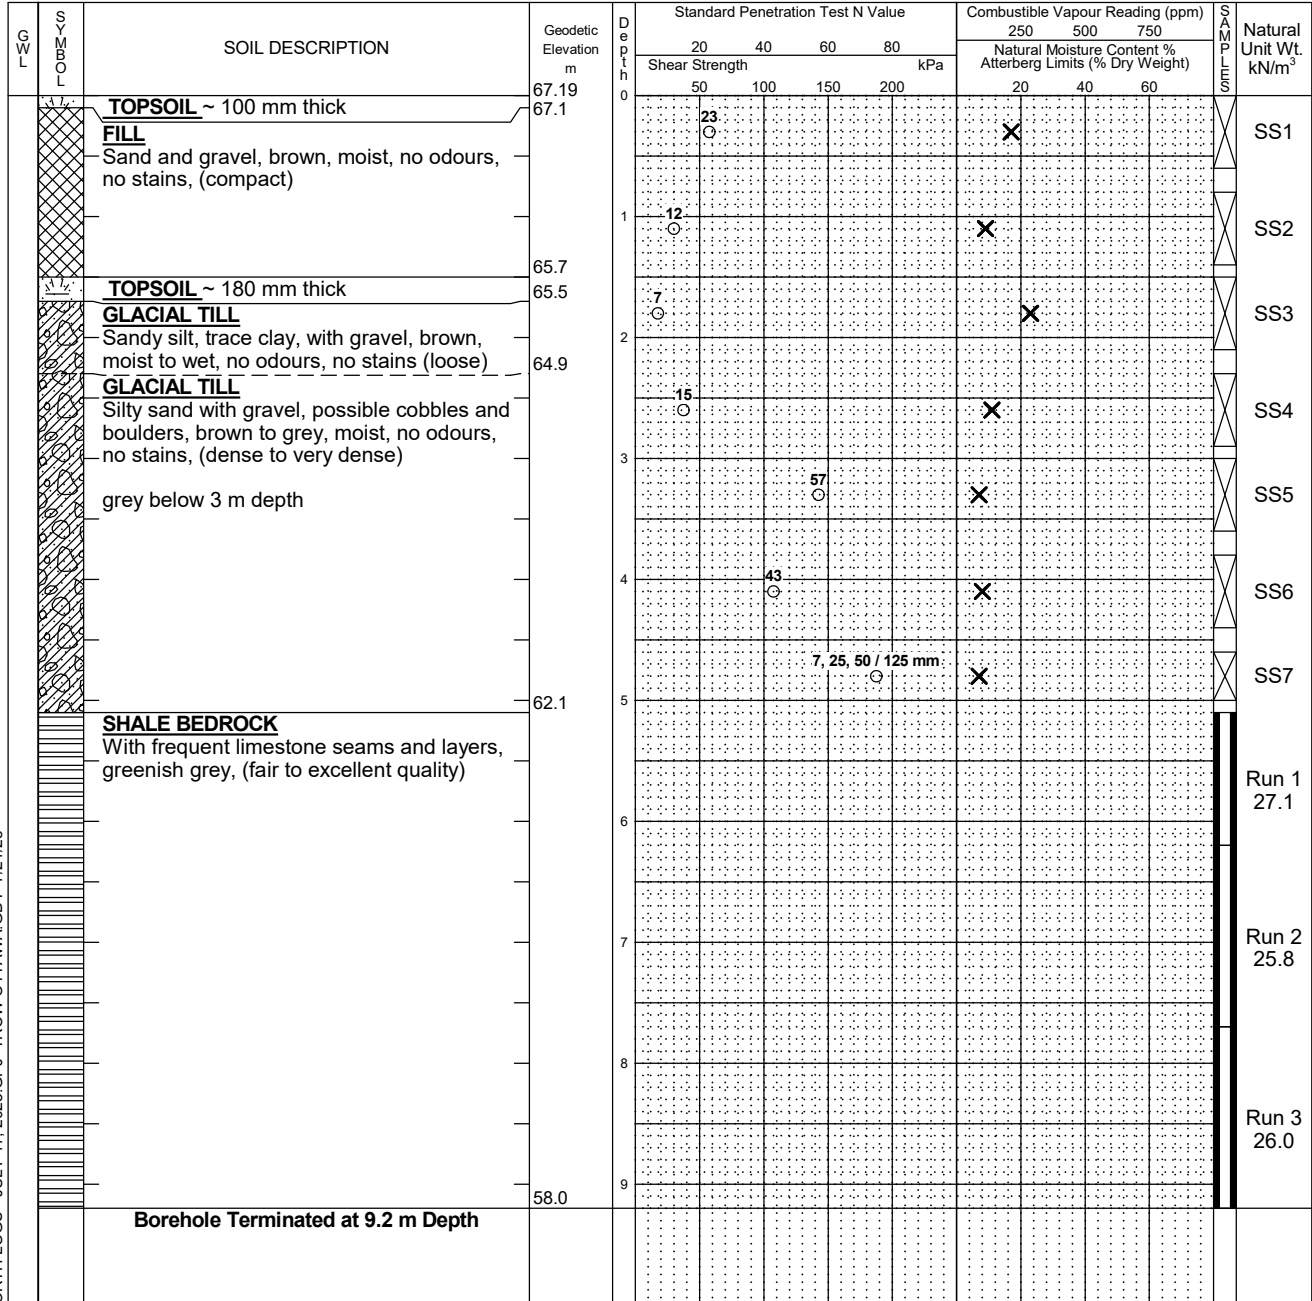 GWL
SYMBOL
SOIL DESCRIPTION
Geodetic
Elevation
m
Depth
Standard Penetration Test N Value
20 40 60 80
Shear Strength kPa
50 100 150 200
Combustible Vapour Reading (ppm)
250 500 750
Natural Moisture Content %
Atterberg Limits (% Dry Weight)
20 40 60
SAMPLES
Natural
Unit Wt.
kN/m³
67.19
0
TOPSOIL ~ 100 mm thick
67.1
FILL
Sand and gravel, brown, moist, no odours,
no stains, (compact)
23
SS1
1
12
SS2
65.7
TOPSOIL ~ 180 mm thick
65.5
GLACIAL TILL
Sandy silt, trace clay, with gravel, brown,
moist to wet, no odours, no stains (loose)
64.9
7
SS3
2
GLACIAL TILL
Silty sand with gravel, possible cobbles and
boulders, brown to grey, moist, no odours,
no stains, (dense to very dense)
grey below 3 m depth
15
SS4
3
57
SS5
4
43
SS6
7, 25, 50 / 125 mm
SS7
62.1
5
SHALE BEDROCK
With frequent limestone seams and layers,
greenish grey, (fair to excellent quality)
Run 1
27.1
6
7
Run 2
25.8
8
Run 3
26.0
9
58.0
Borehole Terminated at 9.2 m Depth